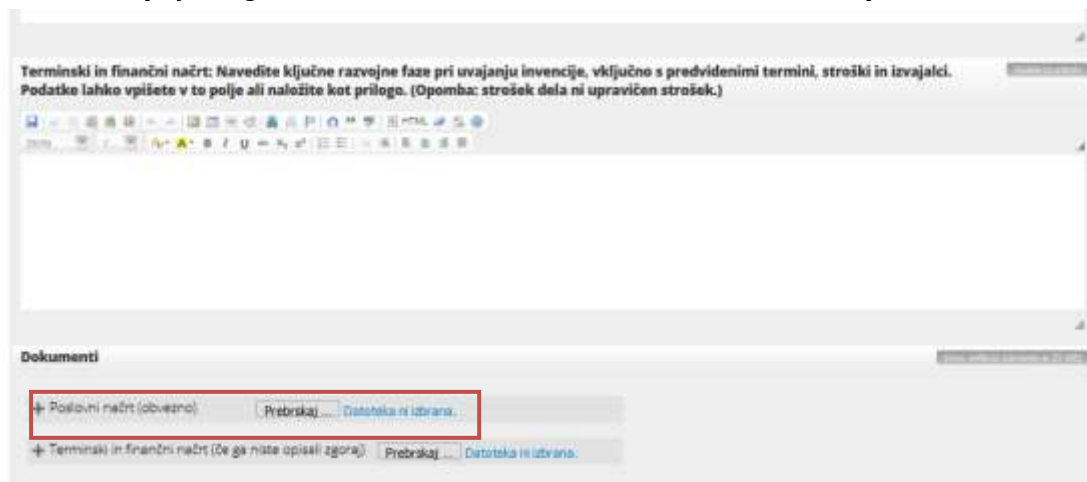 Terminski in finančni načrt: Navedite ključne razvojne faze pri uvajanju invencije, vključno s predvidenimi termini, stroški in izvajalci.
Podatke lahko vpišete v to polje ali naložite kot prilogo. (Opomba: strošek dela ni upravičen strošek.)
HTML
Dokumenti
Poslovni načrt (obvezno) Prebrskaj ... Datoteka ni izbrana.
Terminski in finančni načrt (če ga niste opisali zgoraj) Prebrskaj ... Datoteka ni izbrana.